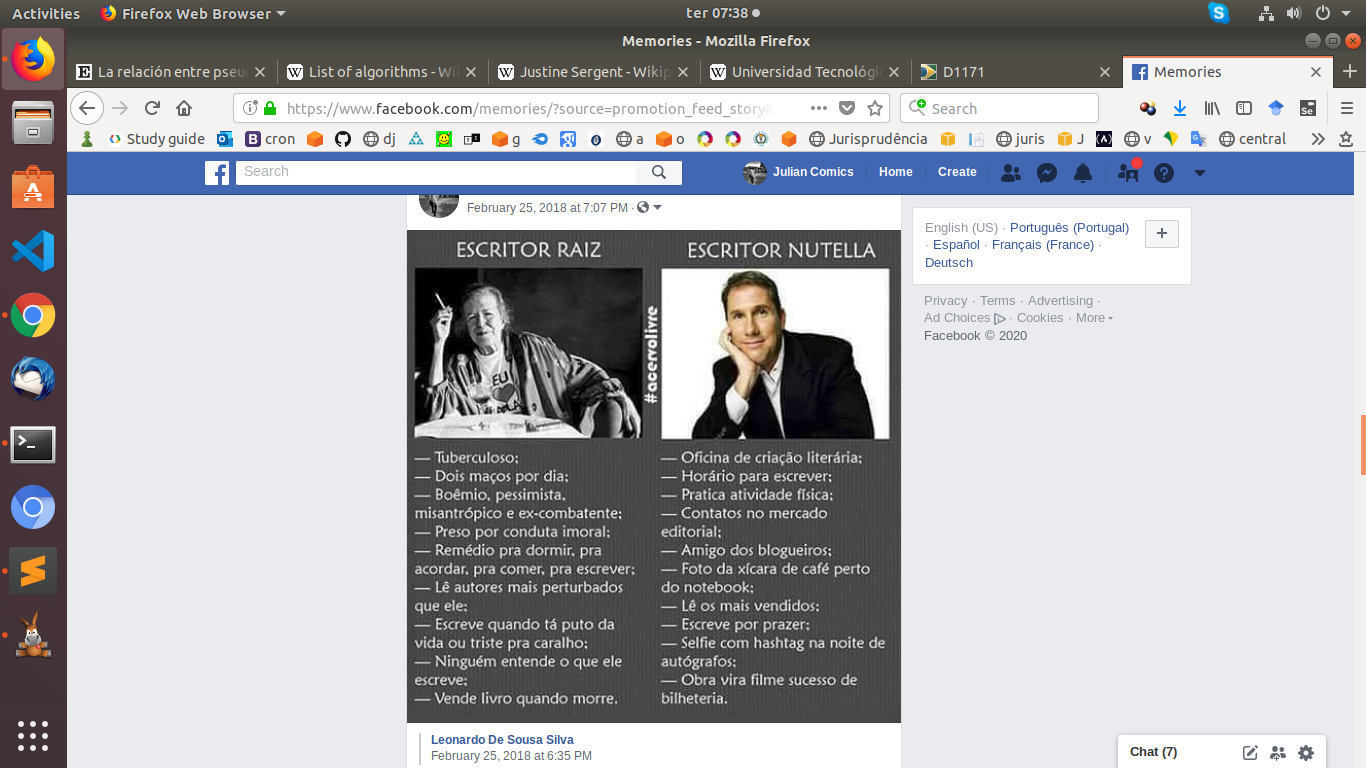 Activities
Firefox Web Browser
ter 07:38
Memories - Mozilla Firefox
La relación entre pseu
List of algorithms - Wi
Justine Sergent - Wikip
Universidad Tecnológi
D1171
Memories
https://www.facebook.com/memories/?source=promotion_feed_story&
Search
Study guide
cron
dj
g
a
o
Jurisprudência
juris
J
v
central
Search
Julian Comics
Home
Create
February 25, 2018 at 7:07 PM ·
ESCRITOR RAIZ
EU
#acervolivre
— Tuberculoso;
— Dois maços por dia;
— Boêmio, pessimista,
misantrópico e ex-combatente;
— Preso por conduta imoral;
— Remédio pra dormir, pra
acordar, pra comer, pra escrever;
— Lê autores mais perturbados
que ele;
— Escreve quando tá puto da
vida ou triste pra caralho;
— Ninguém entende o que ele
escreve;
— Vende livro quando morre.
ESCRITOR NUTELLA
— Oficina de criação literária;
— Horário para escrever;
— Pratica atividade física;
— Contatos no mercado
editorial;
— Amigo dos blogueiros;
— Foto da xícara de café perto
do notebook;
— Lê os mais vendidos;
— Escreve por prazer;
— Selfie com hashtag na noite de
autógrafos;
— Obra vira filme sucesso de
bilheteria.
Leonardo De Sousa Silva
February 25, 2018 at 6:35 PM
English (US) · Português (Portugal)
· Español · Français (France) ·
Deutsch
Privacy · Terms · Advertising ·
Ad Choices · Cookies · More
Facebook © 2020
Chat (7)